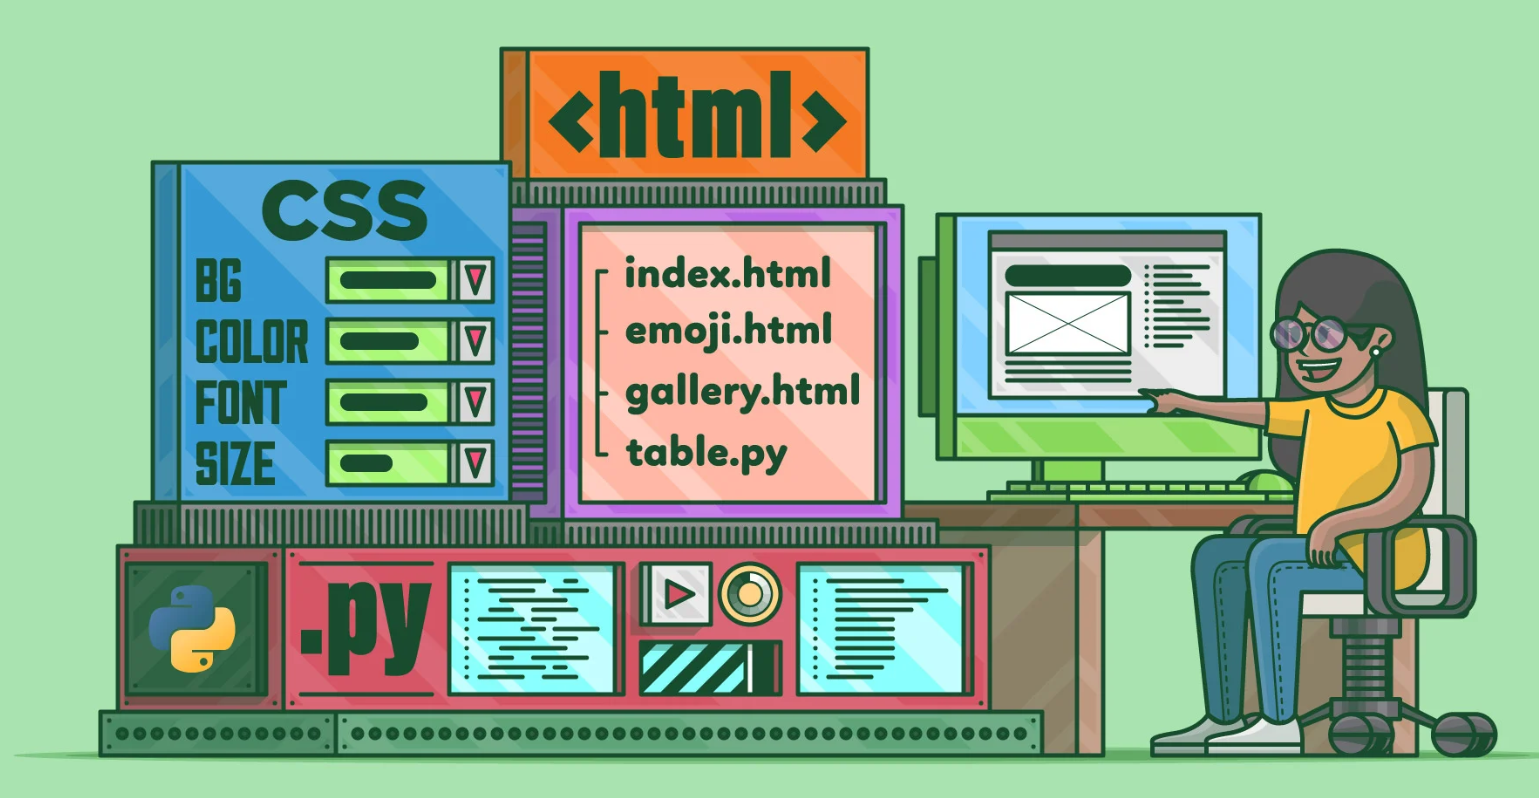 <html>
CSS
BG
COLOR
FONT
SIZE
index.html
emoji.html
gallery.html
table.py
.py